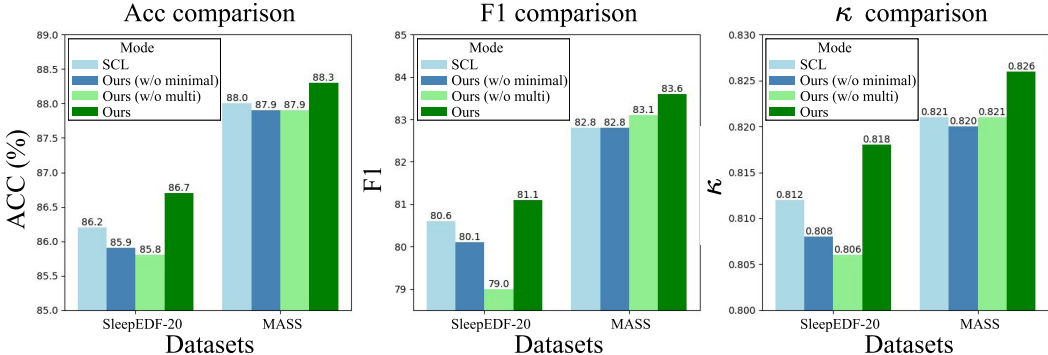 Acc comparison
ACC (%)
89.0
88.5
88.0
87.5
87.0
86.5
86.0
85.5
85.0
Mode
SCL
Ours (w/o minimal)
Ours (w/o multi)
Ours
86.2
85.9
85.8
86.7
88.0
87.9
87.9
88.3
SleepEDF-20
MASS
Datasets
F1 comparison
F1
85
84
83
82
81
80
79
Mode
SCL
Ours (w/o minimal)
Ours (w/o multi)
Ours
80.6
80.1
79.0
81.1
82.8
82.8
83.1
83.6
SleepEDF-20
MASS
Datasets
κ comparison
κ
0.830
0.825
0.820
0.815
0.810
0.805
0.800
Mode
SCL
Ours (w/o minimal)
Ours (w/o multi)
Ours
0.812
0.808
0.806
0.818
0.821
0.820
0.821
0.826
SleepEDF-20
MASS
Datasets